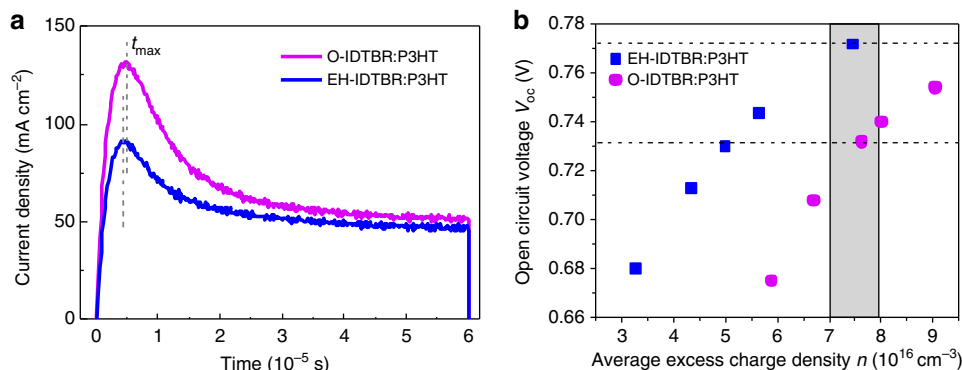 a
150
100
50
0
Current density (mA cm⁻²)
t_max
O-IDTBR:P3HT
EH-IDTBR:P3HT
0 1 2 3 4 5 6
Time (10⁻⁵ s)
b
0.78
0.76
0.74
0.72
0.70
0.68
0.66
Open circuit voltage V_oc (V)
EH-IDTBR:P3HT
O-IDTBR:P3HT
3 4 5 6 7 8 9
Average excess charge density n (10¹⁶ cm⁻³)